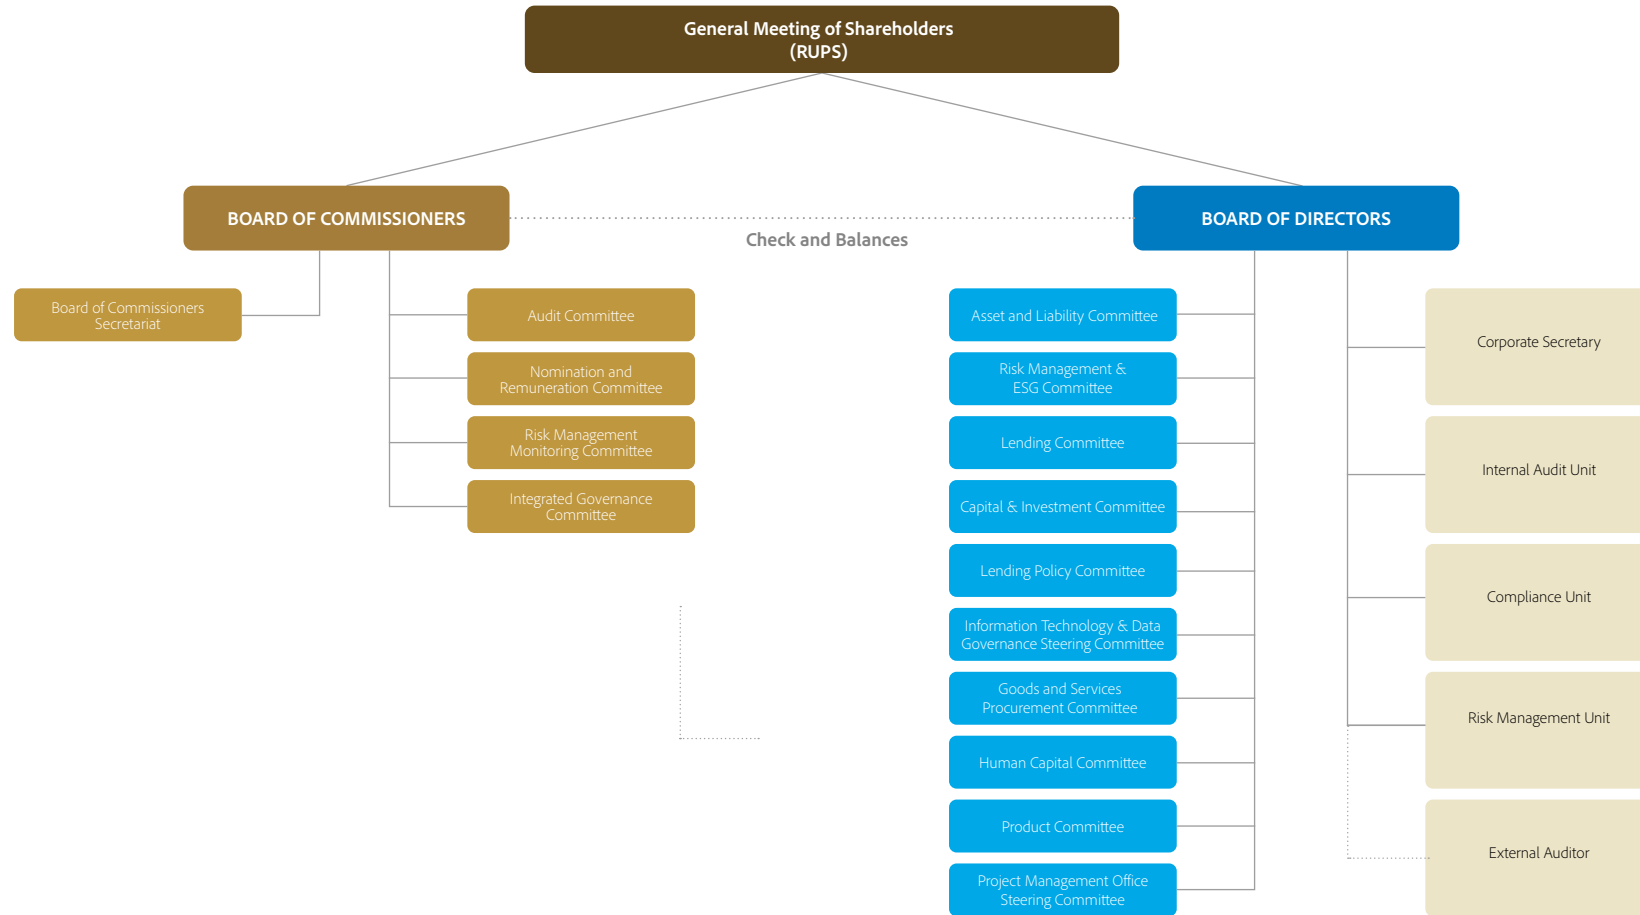 General Meeting of Shareholders
(RUPS)
BOARD OF COMMISSIONERS
BOARD OF DIRECTORS
Check and Balances
Board of Commissioners
Secretariat
Audit Committee
Nomination and
Remuneration Committee
Risk Management
Monitoring Committee
Integrated Governance
Committee
Asset and Liability Committee
Risk Management &
ESG Committee
Lending Committee
Capital & Investment Committee
Lending Policy Committee
Information Technology & Data
Governance Steering Committee
Goods and Services
Procurement Committee
Human Capital Committee
Product Committee
Project Management Office
Steering Committee
Corporate Secretary
Internal Audit Unit
Compliance Unit
Risk Management Unit
External Auditor